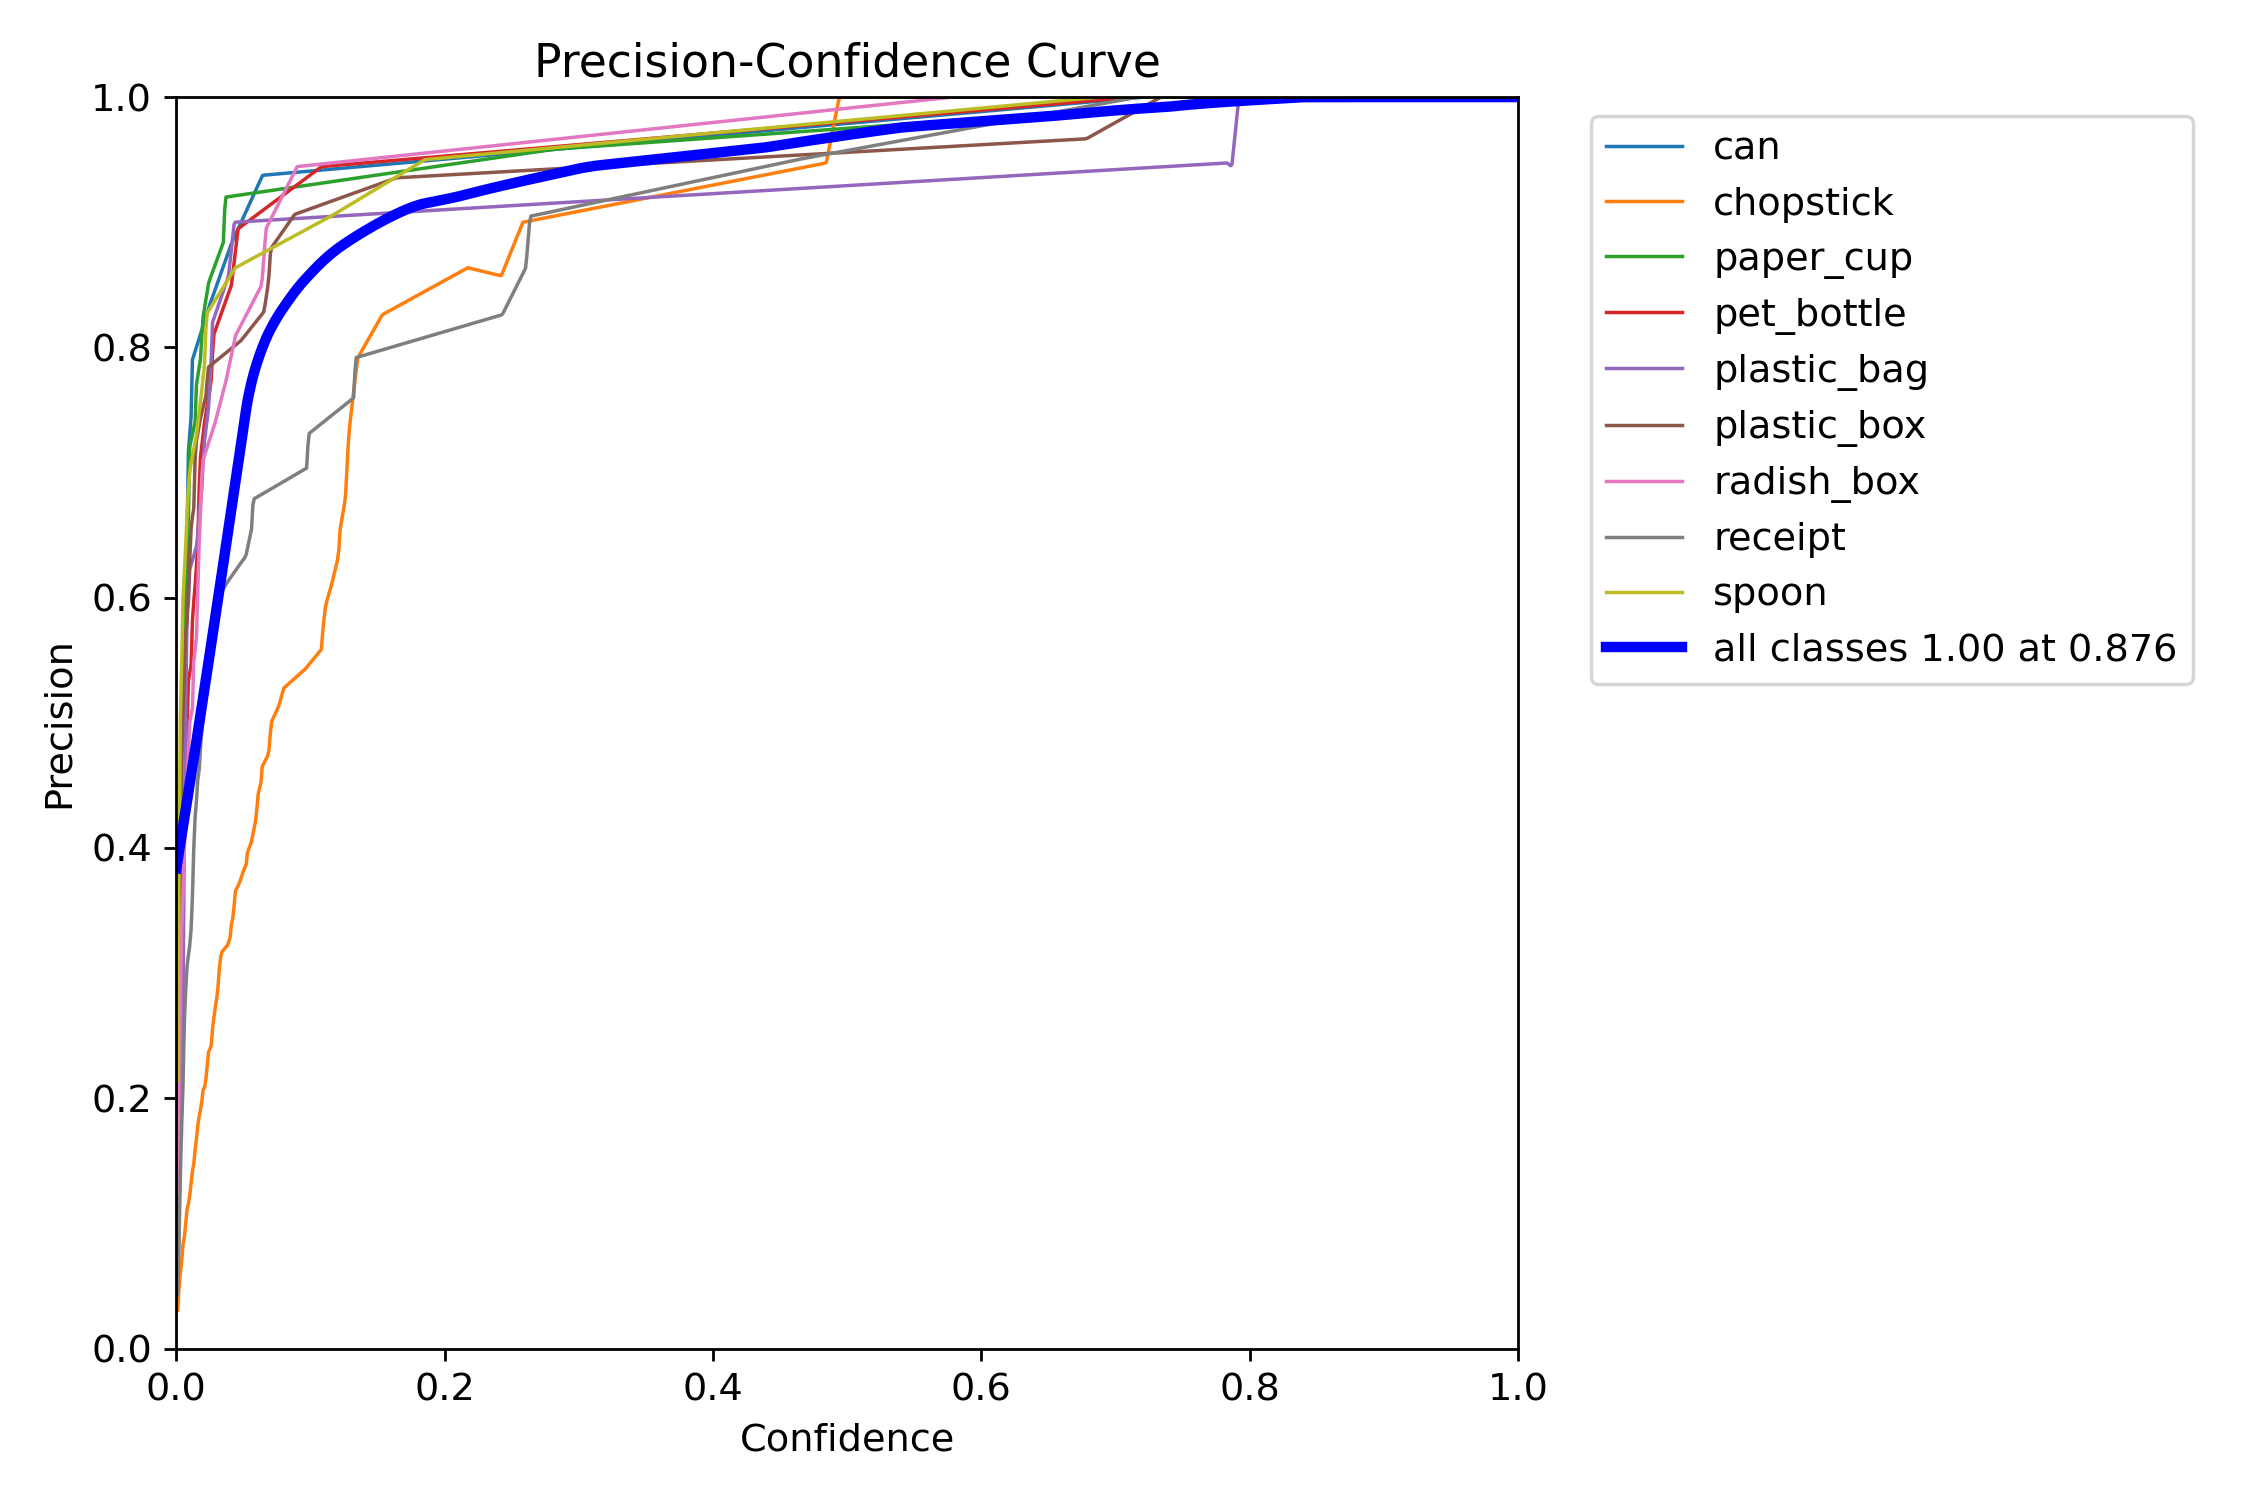 Precision-Confidence Curve
1.0
0.8
0.6
0.4
0.2
0.0
Precision
0.0 0.2 0.4 0.6 0.8 1.0
Confidence
can
chopstick
paper_cup
pet_bottle
plastic_bag
plastic_box
radish_box
receipt
spoon
all classes 1.00 at 0.876